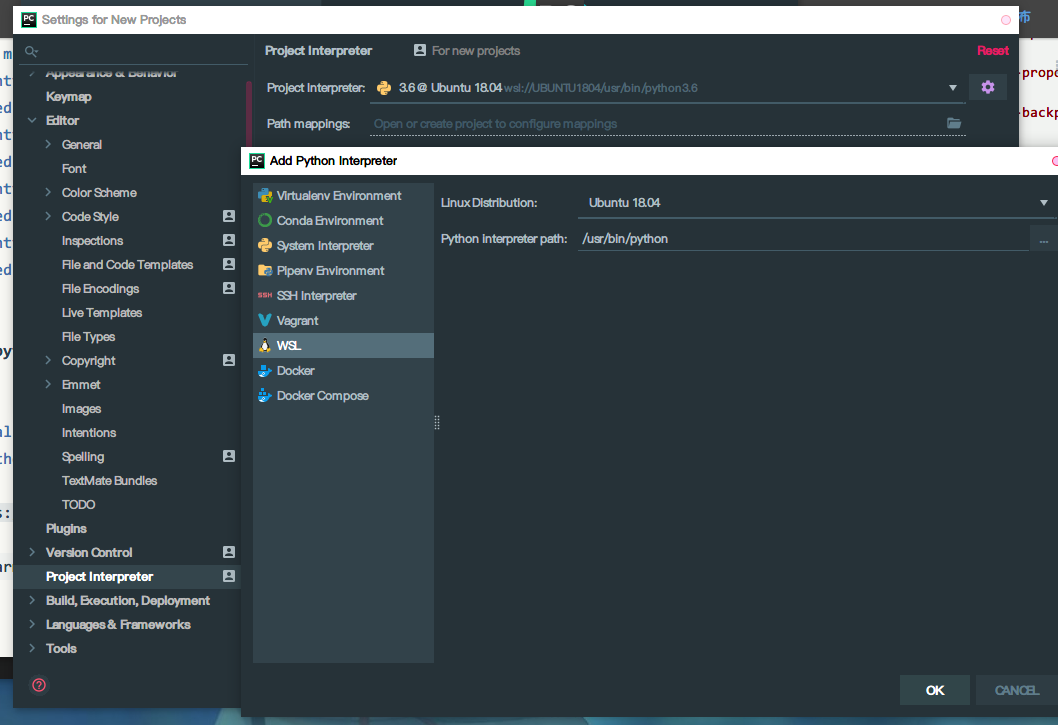 Settings for New Projects
Appearance & Behavior
Keymap
Editor
General
Font
Color Scheme
Code Style
Inspections
File and Code Templates
File Encodings
Live Templates
File Types
Copyright
Emmet
Images
Intentions
Spelling
TextMate Bundles
TODO
Plugins
Version Control
Project Interpreter
Build, Execution, Deployment
Languages & Frameworks
Tools
Project Interpreter
For new projects
Reset
Project Interpreter:
3.6 @ Ubuntu 18.04 wsl://UBUNTU1804/usr/bin/python3.6
Path mappings:
Open or create project to configure mappings
PC Add Python Interpreter
Virtualenv Environment
Conda Environment
System Interpreter
Pipenv Environment
SSH SSH Interpreter
Vagrant
WSL
Docker
Docker Compose
Linux Distribution:
Ubuntu 18.04
Python interpreter path:
/usr/bin/python
...
OK
CANCEL